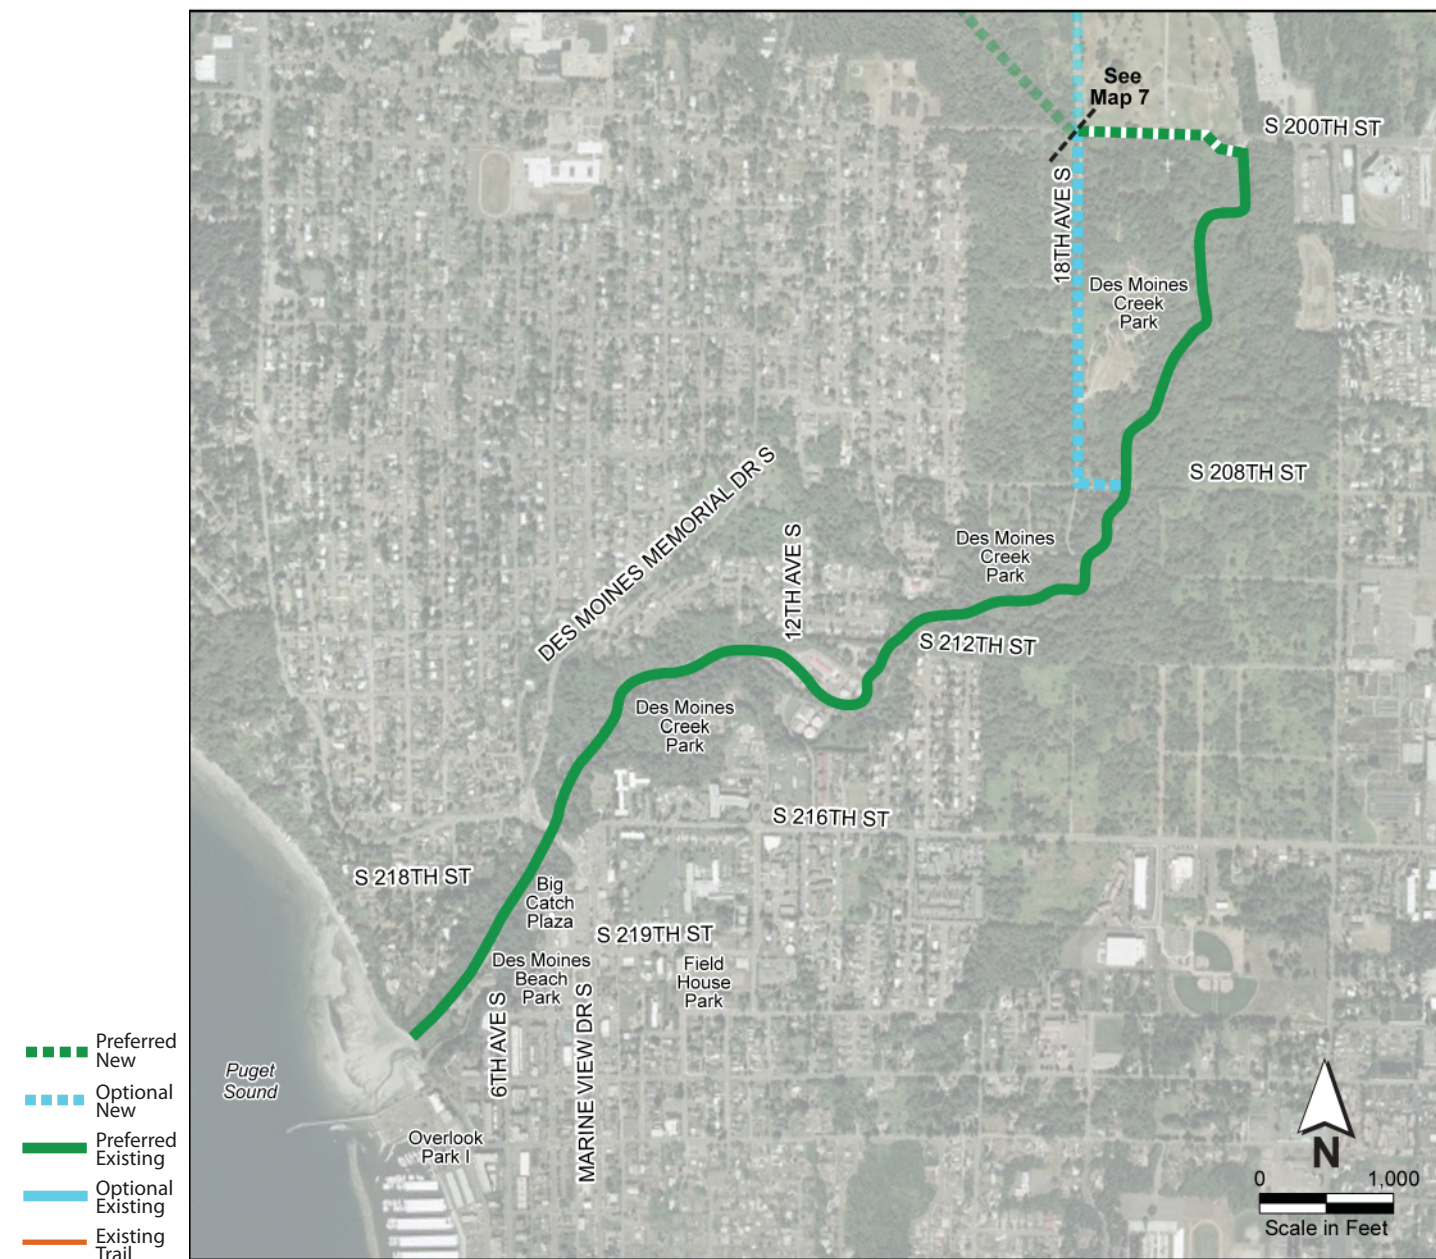 See
Map 7
S 200TH ST
18TH AVE S
Des Moines
Creek
Park
S 208TH ST
DES MOINES MEMORIAL DR S
12TH AVE S
Des Moines
Creek
Park
S 212TH ST
Des Moines
Creek
Park
S 216TH ST
S 218TH ST
Big
Catch
Plaza
S 219TH ST
Des Moines
Beach
Park
Field
House
Park
6TH AVE S
MARINE VIEW DR S
Puget
Sound
Overlook
Park I
Preferred
New
Optional
New
Preferred
Existing
Optional
Existing
Existing
Trail
N
0 1,000
Scale in Feet